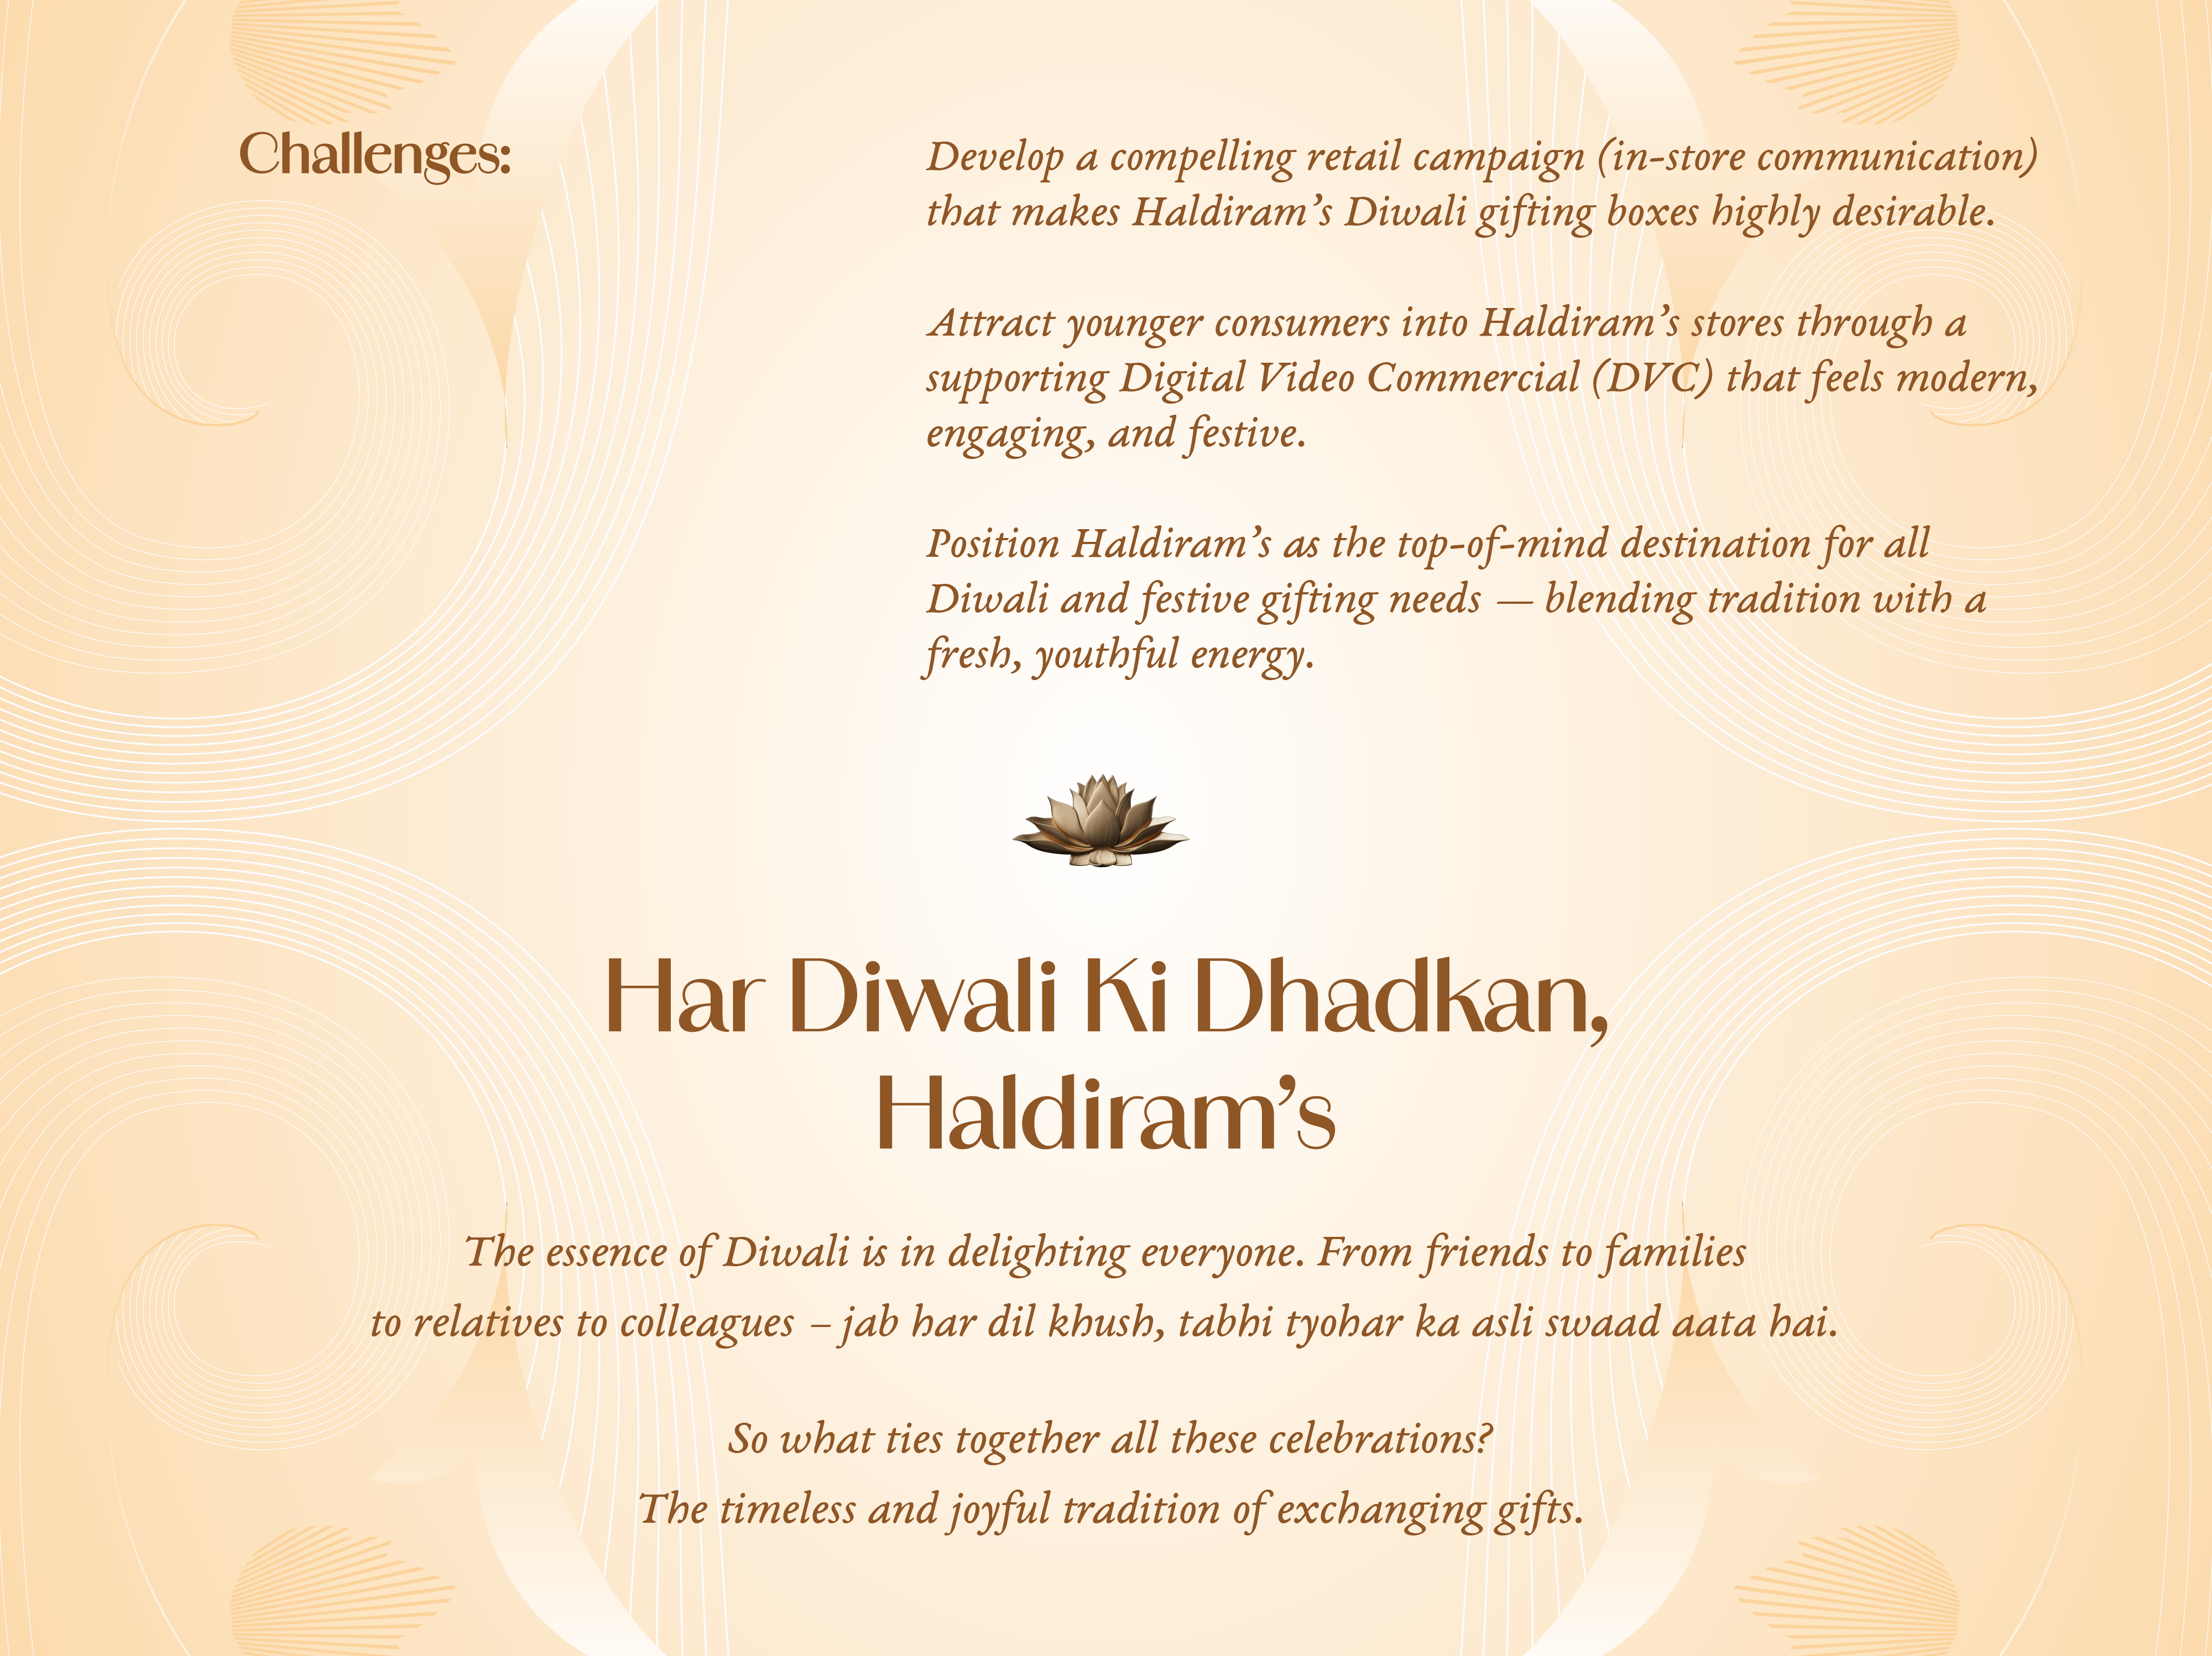 Challenges:
Develop a compelling retail campaign (in-store communication)
that makes Haldiram’s Diwali gifting boxes highly desirable.
Attract younger consumers into Haldiram’s stores through a
supporting Digital Video Commercial (DVC) that feels modern,
engaging, and festive.
Position Haldiram’s as the top-of-mind destination for all
Diwali and festive gifting needs — blending tradition with a
fresh, youthful energy.
Har Diwali Ki Dhadkan,
Haldiram’s
The essence of Diwali is in delighting everyone. From friends to families
to relatives to colleagues – jab har dil khush, tabhi tyohar ka asli swaad aata hai.
So what ties together all these celebrations?
The timeless and joyful tradition of exchanging gifts.